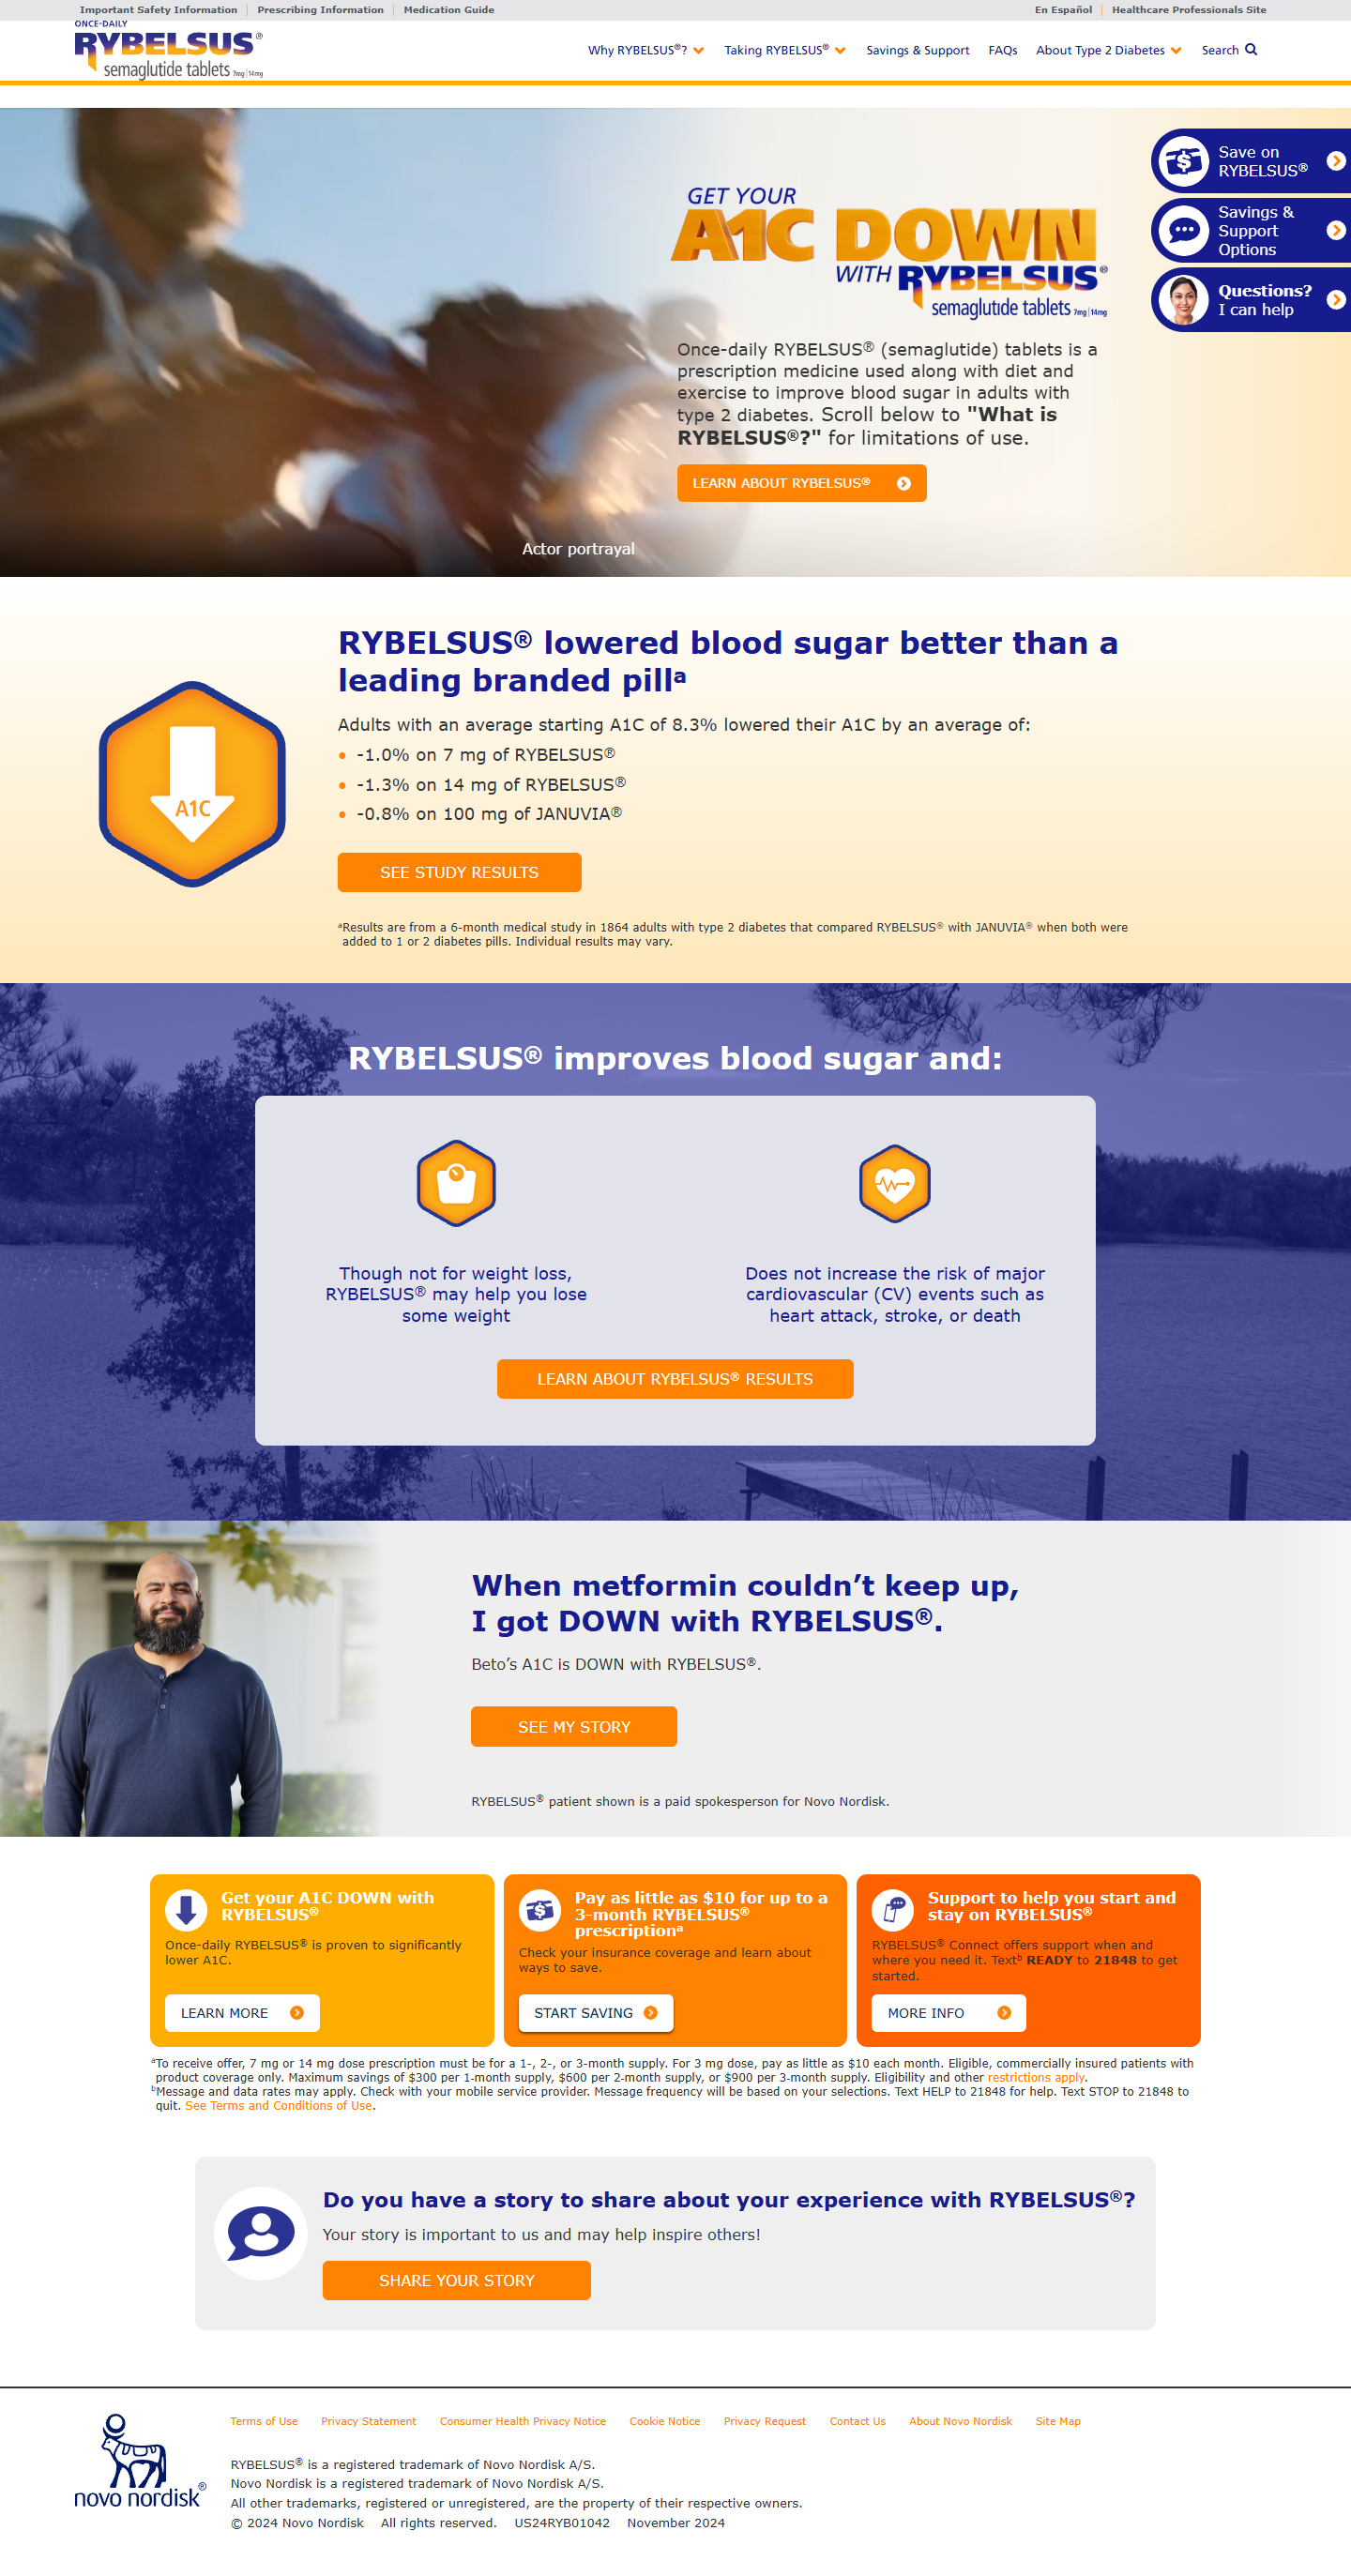 Important Safety Information | Prescribing Information | Medication Guide
En Español | Healthcare Professionals Site
ONCE-DAILY
RYBELSUS®
semaglutide tablets 7mg|14mg
Why RYBELSUS®? Taking RYBELSUS® Savings & Support FAQs About Type 2 Diabetes Search
Save on
RYBELSUS®
Savings &
Support
Options
Questions?
I can help
GET YOUR
A1C DOWN
WITH RYBELSUS®
semaglutide tablets 7mg|14mg
Once-daily RYBELSUS® (semaglutide) tablets is a
prescription medicine used along with diet and
exercise to improve blood sugar in adults with
type 2 diabetes. Scroll below to "What is
RYBELSUS®?" for limitations of use.
LEARN ABOUT RYBELSUS®
Actor portrayal
RYBELSUS® lowered blood sugar better than a
leading branded pillᵃ
A1C
Adults with an average starting A1C of 8.3% lowered their A1C by an average of:
• -1.0% on 7 mg of RYBELSUS®
• -1.3% on 14 mg of RYBELSUS®
• -0.8% on 100 mg of JANUVIA®
SEE STUDY RESULTS
ᵃResults are from a 6-month medical study in 1864 adults with type 2 diabetes that compared RYBELSUS® with JANUVIA® when both were
added to 1 or 2 diabetes pills. Individual results may vary.
RYBELSUS® improves blood sugar and:
Though not for weight loss,
RYBELSUS® may help you lose
some weight
Does not increase the risk of major
cardiovascular (CV) events such as
heart attack, stroke, or death
LEARN ABOUT RYBELSUS® RESULTS
When metformin couldn’t keep up,
I got DOWN with RYBELSUS®.
Beto’s A1C is DOWN with RYBELSUS®.
SEE MY STORY
RYBELSUS® patient shown is a paid spokesperson for Novo Nordisk.
Get your A1C DOWN with
RYBELSUS®
Once-daily RYBELSUS® is proven to significantly
lower A1C.
LEARN MORE
Pay as little as $10 for up to a
3-month RYBELSUS®
prescriptionᵃ
Check your insurance coverage and learn about
ways to save.
START SAVING
Support to help you start and
stay on RYBELSUS®
RYBELSUS® Connect offers support when and
where you need it. Textᵇ READY to 21848 to get
started.
MORE INFO
ᵃTo receive offer, 7 mg or 14 mg dose prescription must be for a 1-, 2-, or 3-month supply. For 3 mg dose, pay as little as $10 each month. Eligible, commercially insured patients with
product coverage only. Maximum savings of $300 per 1-month supply, $600 per 2-month supply, or $900 per 3-month supply. Eligibility and other restrictions apply.
ᵇMessage and data rates may apply. Check with your mobile service provider. Message frequency will be based on your selections. Text HELP to 21848 for help. Text STOP to 21848 to
quit. See Terms and Conditions of Use.
Do you have a story to share about your experience with RYBELSUS®?
Your story is important to us and may help inspire others!
SHARE YOUR STORY
novo nordisk®
Terms of Use Privacy Statement Consumer Health Privacy Notice Cookie Notice Privacy Request Contact Us About Novo Nordisk Site Map
RYBELSUS® is a registered trademark of Novo Nordisk A/S.
Novo Nordisk is a registered trademark of Novo Nordisk A/S.
All other trademarks, registered or unregistered, are the property of their respective owners.
© 2024 Novo Nordisk All rights reserved. US24RYB01042 November 2024